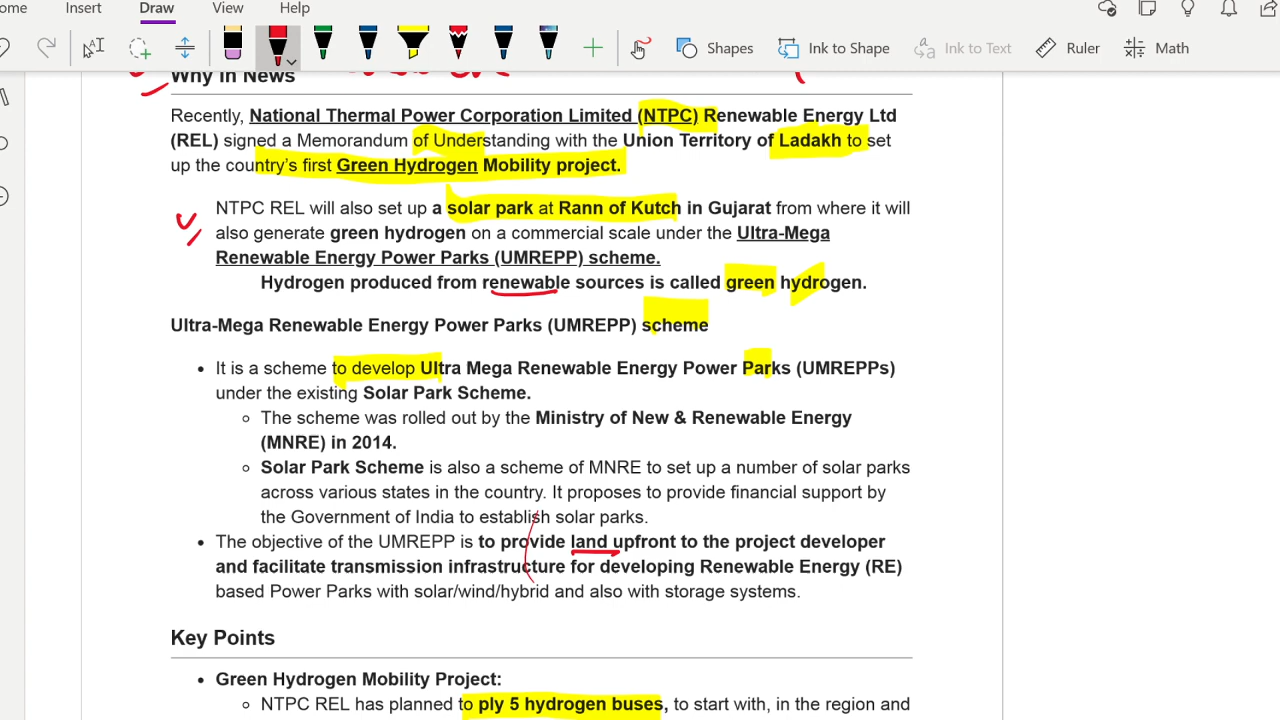 ome Insert Draw View Help
Shapes Ink to Shape Ink to Text Ruler Math
Why in News
Recently, National Thermal Power Corporation Limited (NTPC) Renewable Energy Ltd
(REL) signed a Memorandum of Understanding with the Union Territory of Ladakh to set
up the country's first Green Hydrogen Mobility project.
NTPC REL will also set up a solar park at Rann of Kutch in Gujarat from where it will
also generate green hydrogen on a commercial scale under the Ultra-Mega
Renewable Energy Power Parks (UMREPP) scheme.
Hydrogen produced from renewable sources is called green hydrogen.
Ultra-Mega Renewable Energy Power Parks (UMREPP) scheme
• It is a scheme to develop Ultra Mega Renewable Energy Power Parks (UMREPPs)
under the existing Solar Park Scheme.
○ The scheme was rolled out by the Ministry of New & Renewable Energy
(MNRE) in 2014.
○ Solar Park Scheme is also a scheme of MNRE to set up a number of solar parks
across various states in the country. It proposes to provide financial support by
the Government of India to establish solar parks.
• The objective of the UMREPP is to provide land upfront to the project developer
and facilitate transmission infrastructure for developing Renewable Energy (RE)
based Power Parks with solar/wind/hybrid and also with storage systems.
Key Points
• Green Hydrogen Mobility Project:
○ NTPC REL has planned to ply 5 hydrogen buses, to start with, in the region and